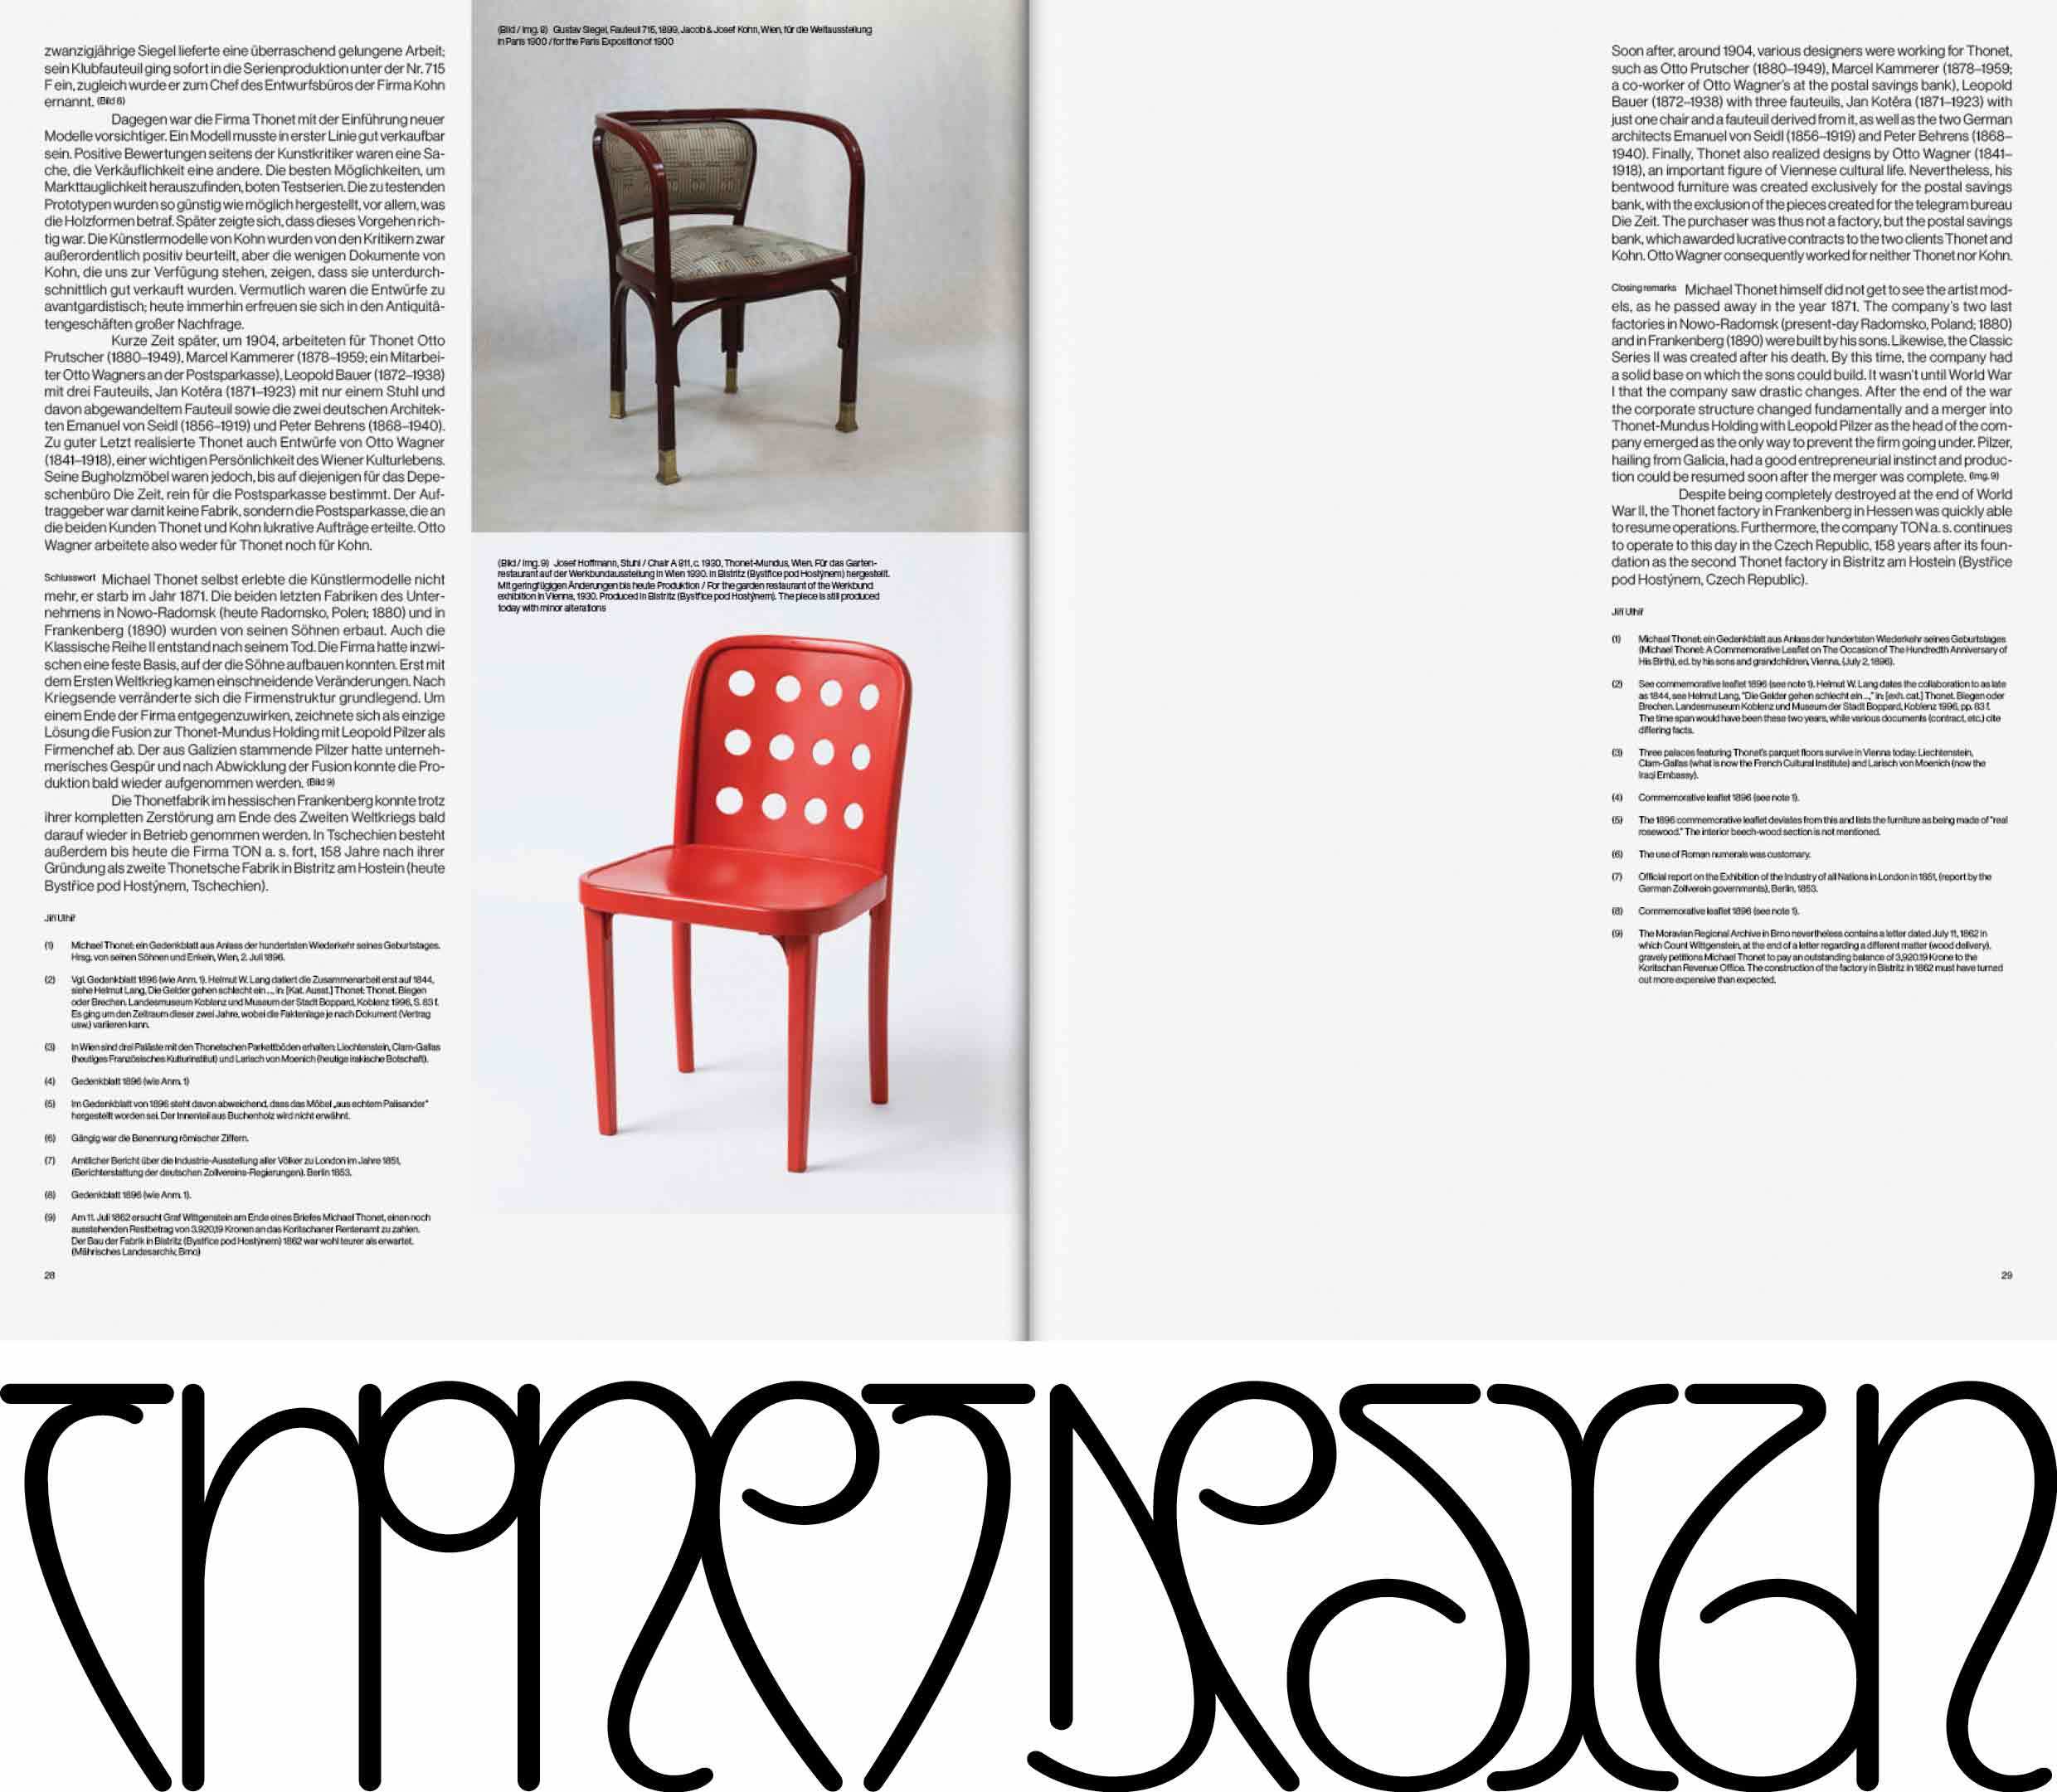 zwanzigjährige Siegel lieferte eine überraschend gelungene Arbeit;
sein Klubfauteuil ging sofort in die Serienproduktion unter der Nr. 715
F ein, zugleich wurde er zum Chef des Entwurfsbüros der Firma Kohn
ernannt. (Bild 8)
Dagegen war die Firma Thonet mit der Einführung neuer
Modelle vorsichtiger. Ein Modell musste in erster Linie gut verkaufbar
sein. Positive Bewertungen seitens der Kunstkritiker waren eine Sa-
che, die Verkäuflichkeit eine andere. Die besten Möglichkeiten, um
Markttauglichkeit herauszufinden, boten Testserien. Die zu testenden
Prototypen wurden so günstig wie möglich hergestellt, vor allem, was
die Holzformen betraf. Später zeigte sich, dass dieses Vorgehen rich-
tig war. Die Künstlermodelle von Kohn wurden von den Kritikern zwar
außerordentlich positiv beurteilt, aber die wenigen Dokumente von
Kohn, die uns zur Verfügung stehen, zeigen, dass sie unterdurch-
schnittlich gut verkauft wurden. Vermutlich waren die Entwürfe zu
avantgardistisch; heute immerhin erfreuen sie sich in den Antiquitä-
tengeschäften großer Nachfrage.
Kurze Zeit später, um 1904, arbeiteten für Thonet Otto
Prutscher (1880–1949), Marcel Kammerer (1878–1959; ein Mitarbei-
ter Otto Wagners an der Postsparkasse), Leopold Bauer (1872–1938)
mit drei Fauteuils, Jan Kotěra (1871–1923) mit nur einem Stuhl und
davon abgewandeltem Fauteuil sowie die zwei deutschen Architek-
ten Emanuel von Seidl (1856–1919) und Peter Behrens (1868–1940).
Zu guter Letzt realisierte Thonet auch Entwürfe von Otto Wagner
(1841–1918), einer wichtigen Persönlichkeit des Wiener Kulturlebens.
Seine Bugholzmöbel waren jedoch, bis auf diejenigen für das Depe-
schenbüro Die Zeit, rein für die Postsparkasse bestimmt. Der Auf-
traggeber war damit keine Fabrik, sondern die Postsparkasse, die an
die beiden Kunden Thonet und Kohn lukrative Aufträge erteilte. Otto
Wagner arbeitete also weder für Thonet noch für Kohn.
Schlusswort Michael Thonet selbst erlebte die Künstlermodelle nicht
mehr, er starb im Jahr 1871. Die beiden letzten Fabriken des Unter-
nehmens in Nowo-Radomsk (heute Radomsko, Polen; 1880) und in
Frankenberg (1890) wurden von seinen Söhnen erbaut. Auch die
Klassische Reihe II entstand nach seinem Tod. Die Firma hatte inzwi-
schen eine feste Basis, auf der die Söhne aufbauen konnten. Erst mit
dem Ersten Weltkrieg kamen einschneidende Veränderungen. Nach
Kriegsende verränderte sich die Firmenstruktur grundlegend. Um
einem Ende der Firma entgegenzuwirken, zeichnete sich als einzige
Lösung die Fusion zur Thonet-Mundus Holding mit Leopold Pilzer als
Firmenchef ab. Der aus Galizien stammende Pilzer hatte unterneh-
merisches Gespür und nach Abwicklung der Fusion konnte die Pro-
duktion bald wieder aufgenommen werden. (Bild 9)
Die Thonetfabrik im hessischen Frankenberg konnte trotz
ihrer kompletten Zerstörung am Ende des Zweiten Weltkriegs bald
darauf wieder in Betrieb genommen werden. In Tschechien besteht
außerdem bis heute die Firma TON a. s. fort, 158 Jahre nach ihrer
Gründung als zweite Thonetsche Fabrik in Bistritz am Hostein (heute
Bystřice pod Hostýnem, Tschechien).
Jiří Uhlíř
(1) Michael Thonet: ein Gedenkblatt aus Anlass der hundertsten Wiederkehr seines Geburtstages.
Hrsg. von seinen Söhnen und Enkeln, Wien, 2. Juli 1896.
(2) Vgl. Gedenkblatt 1896 (wie Anm. 1). Helmut W. Lang datiert die Zusammenarbeit erst auf 1844,
siehe Helmut Lang, Die Gelder gehen schlecht ein …, in: [Kat. Ausst.] Thonet: Thonet. Biegen
oder Brechen. Landesmuseum Koblenz und Museum der Stadt Boppard, Koblenz 1996, S. 83 f.
Es ging um den Zeitraum dieser zwei Jahre, wobei die Faktenlage je nach Dokument (Vertrag
usw.) variieren kann.
(3) In Wien sind drei Paläste mit den Thonetschen Parkettböden erhalten: Liechtenstein, Clam-Gallas
(heutiges Französisches Kulturinstitut) und Larisch von Moenich (heutige irakische Botschaft).
(4) Gedenkblatt 1896 (wie Anm. 1)
(5) Im Gedenkblatt von 1896 steht davon abweichend, dass das Möbel „aus echtem Palisander“
hergestellt worden sei. Der Innenteil aus Buchenholz wird nicht erwähnt.
(6) Gängig war die Benennung römischer Ziffern.
(7) Amtlicher Bericht über die Industrie-Ausstellung aller Völker zu London im Jahre 1851,
(Berichterstattung der deutschen Zollvereins-Regierungen). Berlin 1853.
(8) Gedenkblatt 1896 (wie Anm. 1).
(9) Am 11. Juli 1862 ersucht Graf Wittgenstein am Ende eines Briefes Michael Thonet, einen noch
ausstehenden Restbetrag von 3.920,19 Kronen an das Koritschaner Rentenamt zu zahlen.
Der Bau der Fabrik in Bistritz (Bystřice pod Hostýnem) 1862 war wohl teurer als erwartet.
(Mährisches Landesarchiv, Brno)
28
(Bild / Img. 8) Gustav Siegel, Fauteuil 715, 1899, Jacob & Josef Kohn, Wien, für die Weltausstellung
in Paris 1900 / for the Paris Exposition of 1900
(Bild / Img. 9) Josef Hoffmann, Stuhl / Chair A 811, c. 1930, Thonet-Mundus, Wien. Für das Garten-
restaurant auf der Werkbundausstellung in Wien 1930. In Bistritz (Bystřice pod Hostýnem) hergestellt.
Mit geringfügigen Änderungen bis heute Produktion / For the garden restaurant of the Werkbund
exhibition in Vienna, 1930. Produced in Bistritz (Bystřice pod Hostýnem). The piece is still produced
today with minor alterations
Soon after, around 1904, various designers were working for Thonet,
such as Otto Prutscher (1880–1949), Marcel Kammerer (1878–1959;
a co-worker of Otto Wagner's at the postal savings bank), Leopold
Bauer (1872–1938) with three fauteuils, Jan Kotěra (1871–1923) with
just one chair and a fauteuil derived from it, as well as the two German
architects Emanuel von Seidl (1856–1919) and Peter Behrens (1868–
1940). Finally, Thonet also realized designs by Otto Wagner (1841–
1918), an important figure of Viennese cultural life. Nevertheless, his
bentwood furniture was created exclusively for the postal savings
bank, with the exclusion of the pieces created for the telegram bureau
Die Zeit. The purchaser was thus not a factory, but the postal savings
bank, which awarded lucrative contracts to the two clients Thonet and
Kohn. Otto Wagner consequently worked for neither Thonet nor Kohn.
Closing remarks Michael Thonet himself did not get to see the artist mod-
els, as he passed away in the year 1871. The company's two last
factories in Nowo-Radomsk (present-day Radomsko, Poland; 1880)
and in Frankenberg (1890) were built by his sons. Likewise, the Classic
Series II was created after his death. By this time, the company had
a solid base on which the sons could build. It wasn't until World War
I that the company saw drastic changes. After the end of the war
the corporate structure changed fundamentally and a merger into
Thonet-Mundus Holding with Leopold Pilzer as the head of the com-
pany emerged as the only way to prevent the firm going under. Pilzer,
hailing from Galicia, had a good entrepreneurial instinct and produc-
tion could be resumed soon after the merger was complete. (Img. 9)
Despite being completely destroyed at the end of World
War II, the Thonet factory in Frankenberg in Hessen was quickly able
to resume operations. Furthermore, the company TON a. s. continues
to operate to this day in the Czech Republic, 158 years after its foun-
dation as the second Thonet factory in Bistritz am Hostein (Bystřice
pod Hostýnem, Czech Republic).
Jiří Uhlíř
(1) Michael Thonet: ein Gedenkblatt aus Anlass der hundertsten Wiederkehr seines Geburtstages
(Michael Thonet: A Commemorative Leaflet on The Occasion of The Hundredth Anniversary of
His Birth), ed. by his sons and grandchildren, Vienna, (July 2, 1896).
(2) See commemorative leaflet 1896 (see note 1). Helmut W. Lang dates the collaboration to as late
as 1844, see Helmut Lang, "Die Gelder gehen schlecht ein …," in: [exh. cat.] Thonet. Biegen oder
Brechen. Landesmuseum Koblenz und Museum der Stadt Boppard, Koblenz 1996, pp. 83 f.
The time span would have been these two years, while various documents (contract, etc.) cite
differing facts.
(3) Three palaces featuring Thonet's parquet floors survive in Vienna today: Liechtenstein,
Clam-Gallas (what is now the French Cultural Institute) and Larisch von Moenich (now the
Iraqi Embassy).
(4) Commemorative leaflet 1896 (see note 1).
(5) The 1896 commemorative leaflet deviates from this and lists the furniture as being made of "real
rosewood." The interior beech-wood section is not mentioned.
(6) The use of Roman numerals was customary.
(7) Official report on the Exhibition of the Industry of all Nations in London in 1851, (report by the
German Zollverein governments), Berlin, 1853.
(8) Commemorative leaflet 1896 (see note 1).
(9) The Moravian Regional Archive in Brno nevertheless contains a letter dated July 11, 1862 in
which Count Wittgenstein, at the end of a letter regarding a different matter (wood delivery),
gravely petitions Michael Thonet to pay an outstanding balance of 3,920.19 Krone to the
Koritschan Revenue Office. The construction of the factory in Bistritz in 1862 must have turned
out more expensive than expected.
29
THONET DESIGN